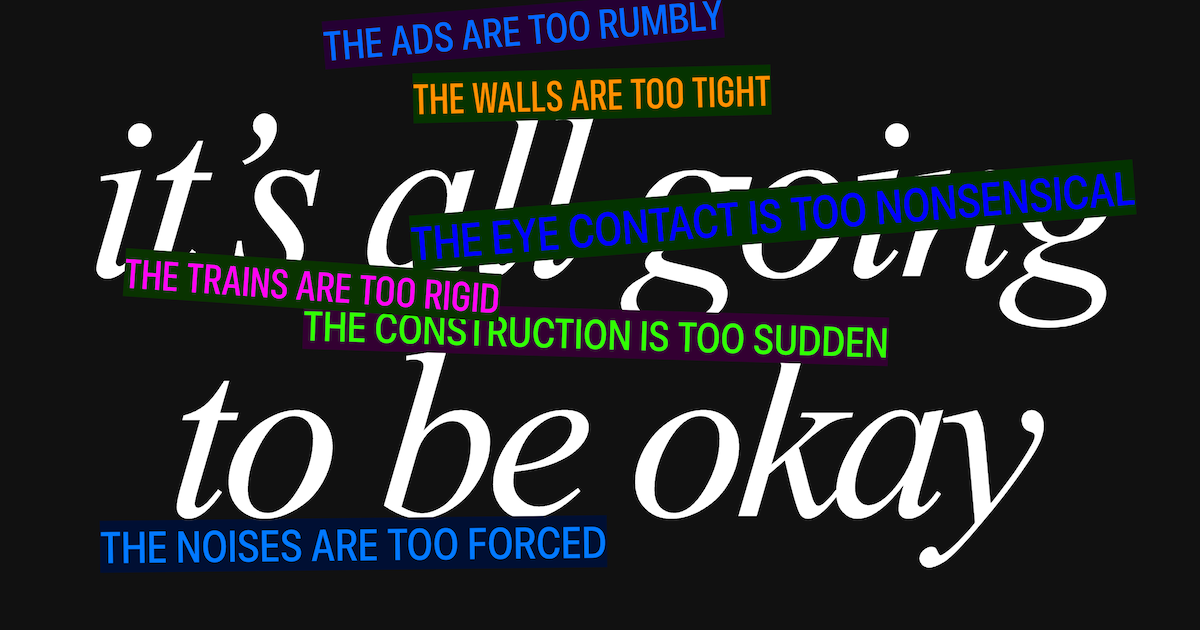 THE ADS ARE TOO RUMBLY
THE WALLS ARE TOO TIGHT
it's all going
THE EYE CONTACT IS TOO NONSENSICAL
THE TRAINS ARE TOO RIGID
THE CONSTRUCTION IS TOO SUDDEN
to be okay
THE NOISES ARE TOO FORCED